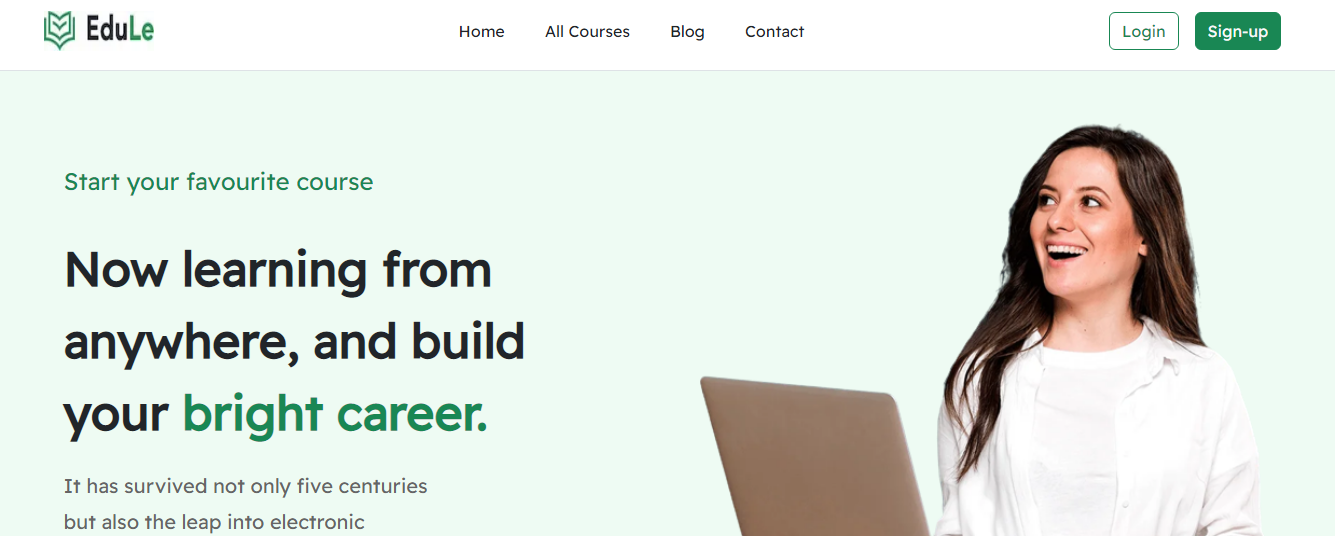 EduLe
Home
All Courses
Blog
Contact
Login
Sign-up
Start your favourite course
Now learning from
anywhere, and build
your bright career.
It has survived not only five centuries
but also the leap into electronic